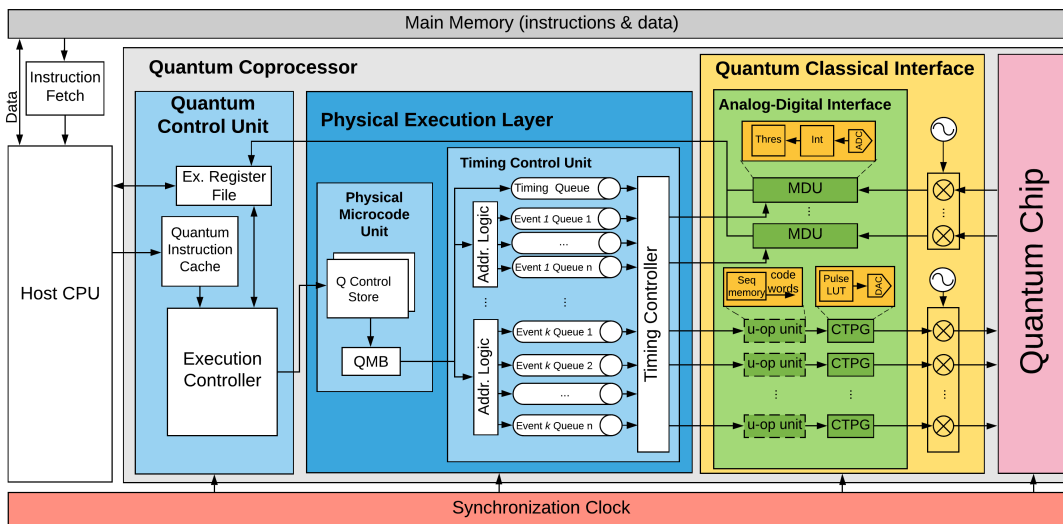 Main Memory (instructions & data)
Data
Instruction
Fetch
Host CPU
Quantum Coprocessor
Quantum
Control Unit
Ex. Register
File
Quantum
Instruction
Cache
Execution
Controller
Physical Execution Layer
Physical
Microcode
Unit
Q Control
Store
QMB
Timing Control Unit
Timing Queue
Addr. Logic
Event 1 Queue 1
...
Event 1 Queue n
...
...
Addr. Logic
Event k Queue 1
Event k Queue 2
...
Event k Queue n
Timing Controller
Quantum Classical Interface
Analog-Digital Interface
Thres
Int
ADC
MDU
...
MDU
Seq
memory
code
words
Pulse
LUT
DAC
u-op unit
CTPG
u-op unit
CTPG
...
...
u-op unit
CTPG
...
...
Quantum Chip
Synchronization Clock